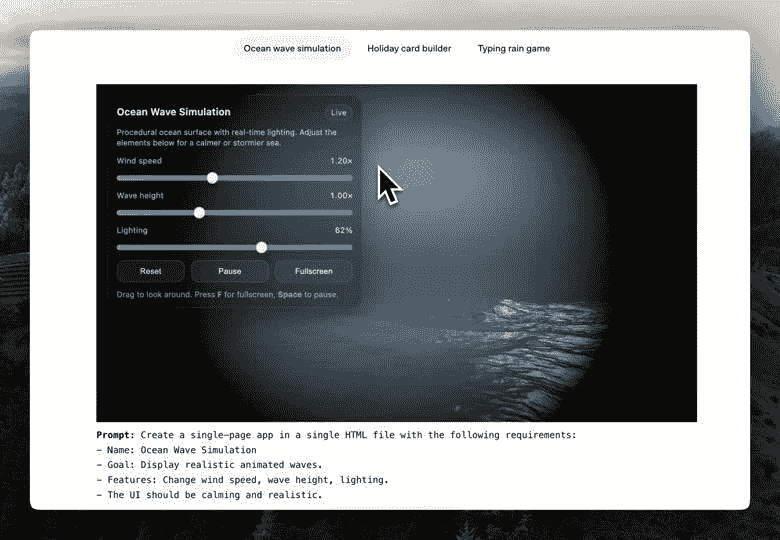 Ocean wave simulation Holiday card builder Typing rain game
Ocean Wave Simulation Live
Procedural ocean surface with real-time lighting. Adjust the
elements below for a calmer or stormier sea.
Wind speed 1.20×
Wave height 1.00×
Lighting 62%
Reset Pause Fullscreen
Drag to look around. Press F for fullscreen, Space to pause.
Prompt: Create a single-page app in a single HTML file with the following requirements:
- Name: Ocean Wave Simulation
- Goal: Display realistic animated waves.
- Features: Change wind speed, wave height, lighting.
- The UI should be calming and realistic.